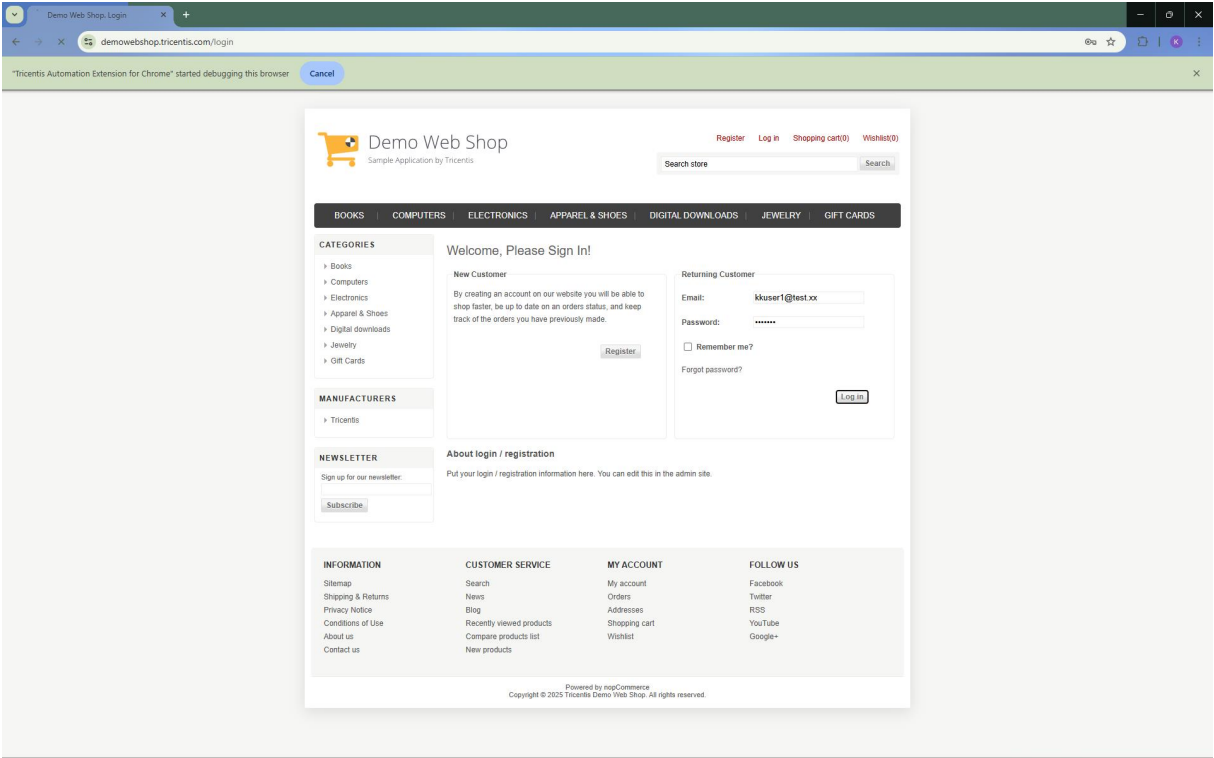 Demo Web Shop. Login
demowebshop.tricentis.com/login
K
"Tricentis Automation Extension for Chrome" started debugging this browser
Cancel
Demo Web Shop
Sample Application by Tricentis
Register
Log in
Shopping cart(0)
Wishlist(0)
Search store
Search
BOOKS
COMPUTERS
ELECTRONICS
APPAREL & SHOES
DIGITAL DOWNLOADS
JEWELRY
GIFT CARDS
CATEGORIES
Books
Computers
Electronics
Apparel & Shoes
Digital downloads
Jewelry
Gift Cards
MANUFACTURERS
Tricentis
NEWSLETTER
Sign up for our newsletter:
Subscribe
Welcome, Please Sign In!
New Customer
By creating an account on our website you will be able to
shop faster, be up to date on an orders status, and keep
track of the orders you have previously made.
Register
Returning Customer
Email:
kkuser1@test.xx
Password:
•••••••
Remember me?
Forgot password?
Log in
About login / registration
Put your login / registration information here. You can edit this in the admin site.
INFORMATION
Sitemap
Shipping & Returns
Privacy Notice
Conditions of Use
About us
Contact us
CUSTOMER SERVICE
Search
News
Blog
Recently viewed products
Compare products list
New products
MY ACCOUNT
My account
Orders
Addresses
Shopping cart
Wishlist
FOLLOW US
Facebook
Twitter
RSS
YouTube
Google+
Powered by nopCommerce
Copyright © 2025 Tricentis Demo Web Shop. All rights reserved.